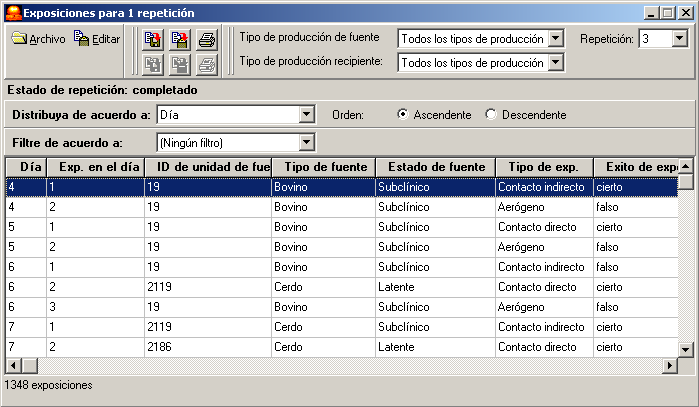 Exposiciones para 1 repetición
Archivo Editar Tipo de producción de fuente Todos los tipos de producción Repetición: 3
Tipo de producción recipiente: Todos los tipos de producción
Estado de repetición: completado
Distribuya de acuerdo a: Día Orden: Ascendente Descendente
Filtre de acuerdo a: (Ningún filtro)
Día Exp. en el día ID de unidad de fue Tipo de fuente Estado de fuente Tipo de exp. Exito de exp
4 1 19 Bovino Subclínico Contacto indirecto cierto
4 2 19 Bovino Subclínico Aerógeno falso
5 1 19 Bovino Subclínico Contacto directo cierto
5 2 19 Bovino Subclínico Aerógeno falso
6 1 19 Bovino Subclínico Contacto indirecto falso
6 2 2119 Cerdo Latente Contacto directo cierto
6 3 19 Bovino Subclínico Aerógeno falso
7 1 2119 Cerdo Subclínico Contacto indirecto cierto
7 2 2186 Cerdo Latente Contacto directo cierto
1348 exposiciones